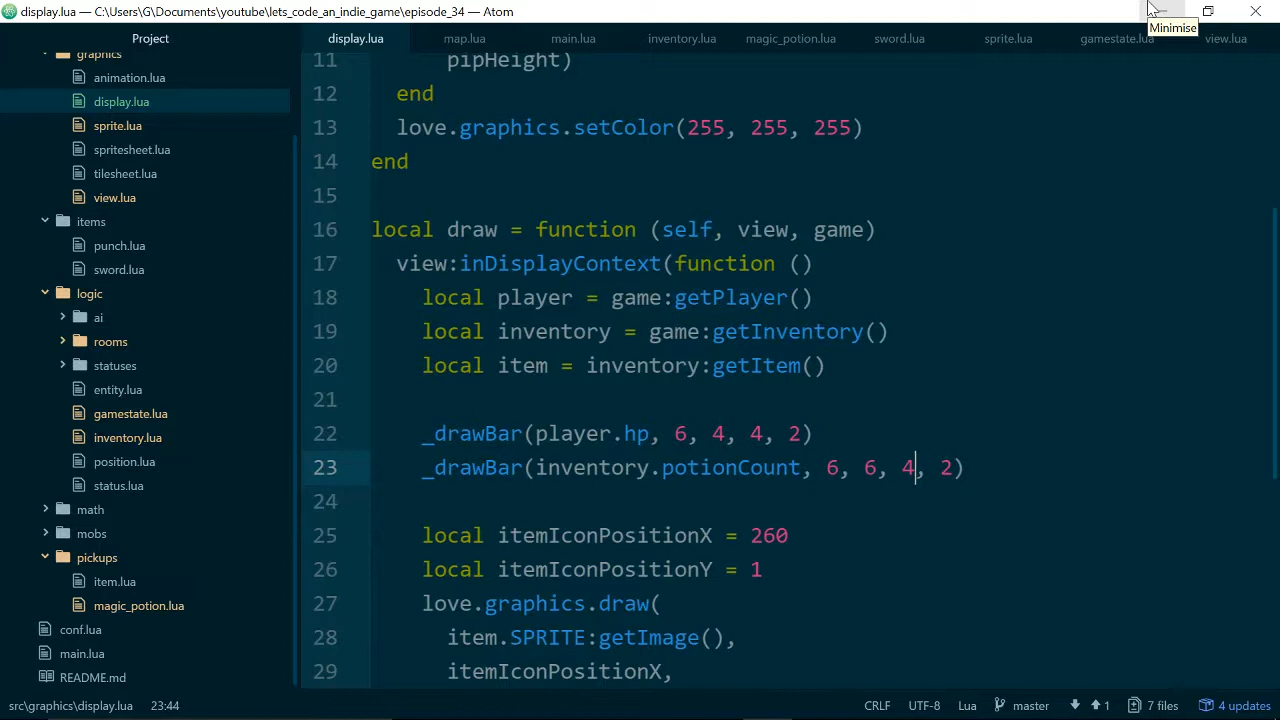 display.lua — C:\Users\G\Documents\youtube\lets_code_an_indie_game\episode_34 — Atom
Minimise
Project
graphics
animation.lua
display.lua
sprite.lua
spritesheet.lua
tilesheet.lua
view.lua
items
punch.lua
sword.lua
logic
ai
rooms
statuses
entity.lua
gamestate.lua
inventory.lua
position.lua
status.lua
math
mobs
pickups
item.lua
magic_potion.lua
conf.lua
main.lua
README.md
display.lua map.lua main.lua inventory.lua magic_potion.lua sword.lua sprite.lua gamestate.lua view.lua
11 pipHeight)
12 end
13 love.graphics.setColor(255, 255, 255)
14 end
15
16 local draw = function (self, view, game)
17 view:inDisplayContext(function ()
18 local player = game:getPlayer()
19 local inventory = game:getInventory()
20 local item = inventory:getItem()
21
22 _drawBar(player.hp, 6, 4, 4, 2)
23 _drawBar(inventory.potionCount, 6, 6, 4, 2)
24
25 local itemIconPositionX = 260
26 local itemIconPositionY = 1
27 love.graphics.draw(
28 item.SPRITE:getImage(),
29 itemIconPositionX,
src\graphics\display.lua 23:44 CRLF UTF-8 Lua master 1 7 files 4 updates